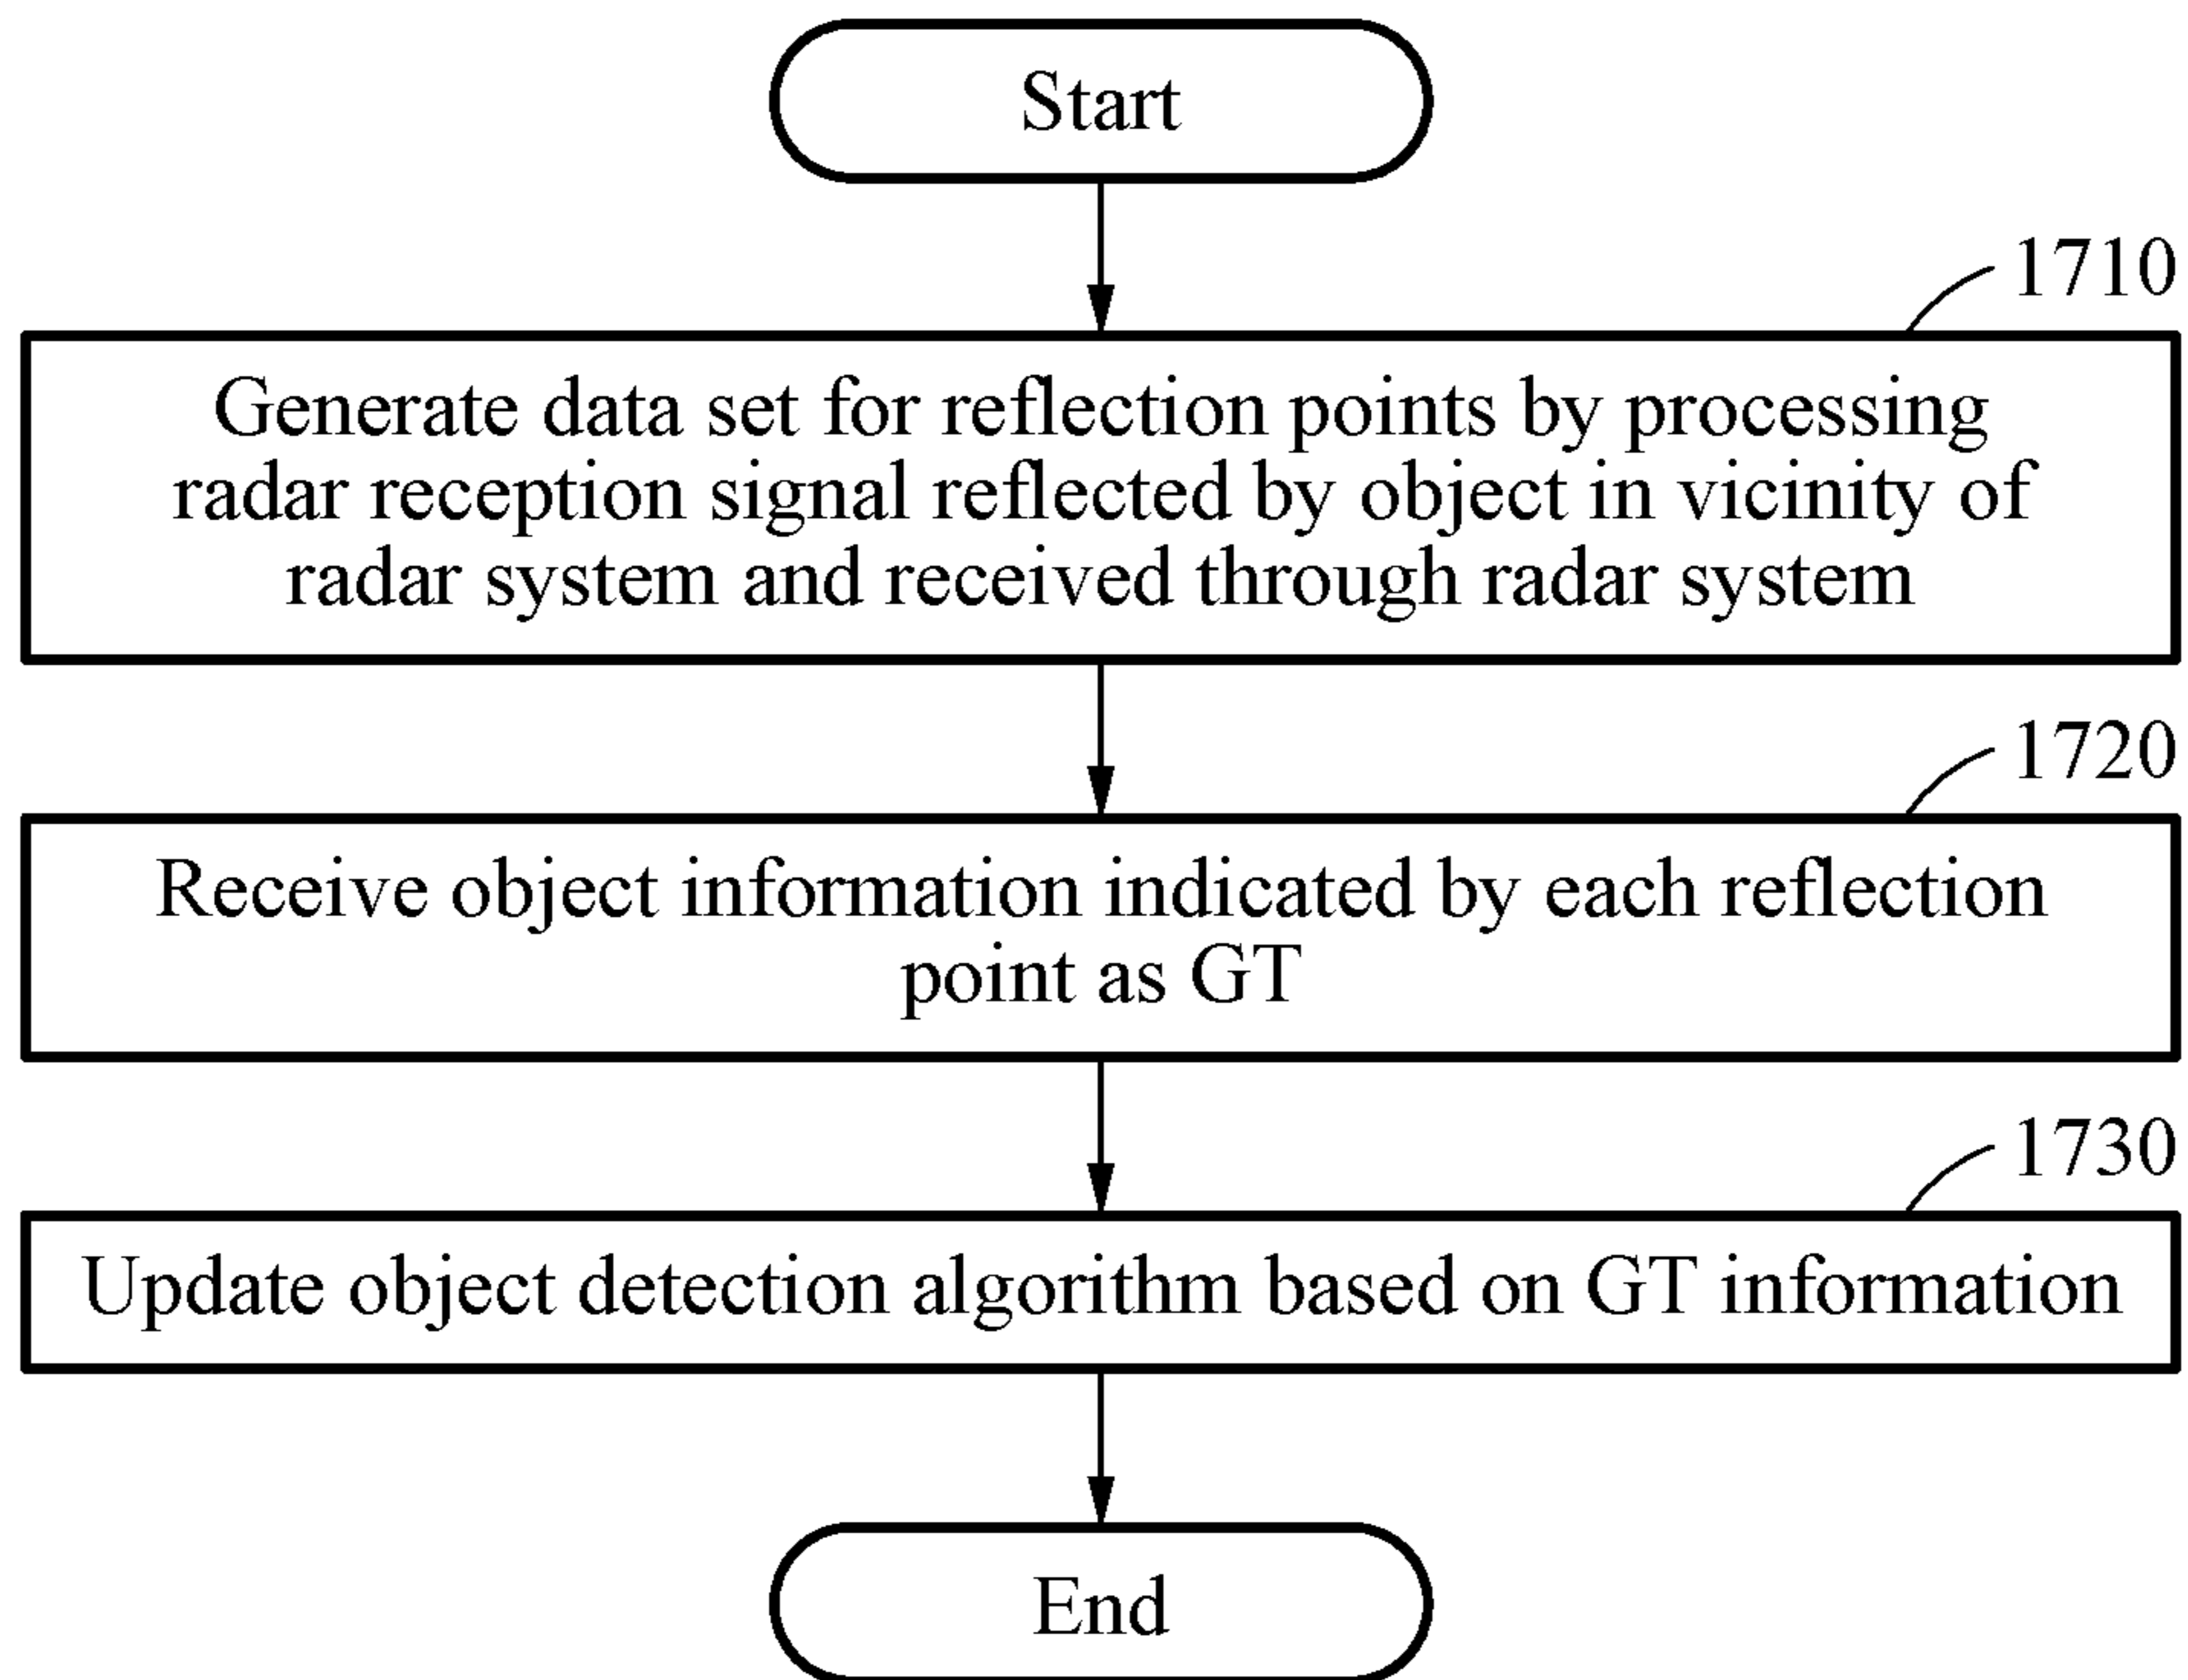 Start
1710
Generate data set for reflection points by processing
radar reception signal reflected by object in vicinity of
radar system and received through radar system
1720
Receive object information indicated by each reflection
point as GT
1730
Update object detection algorithm based on GT information
End